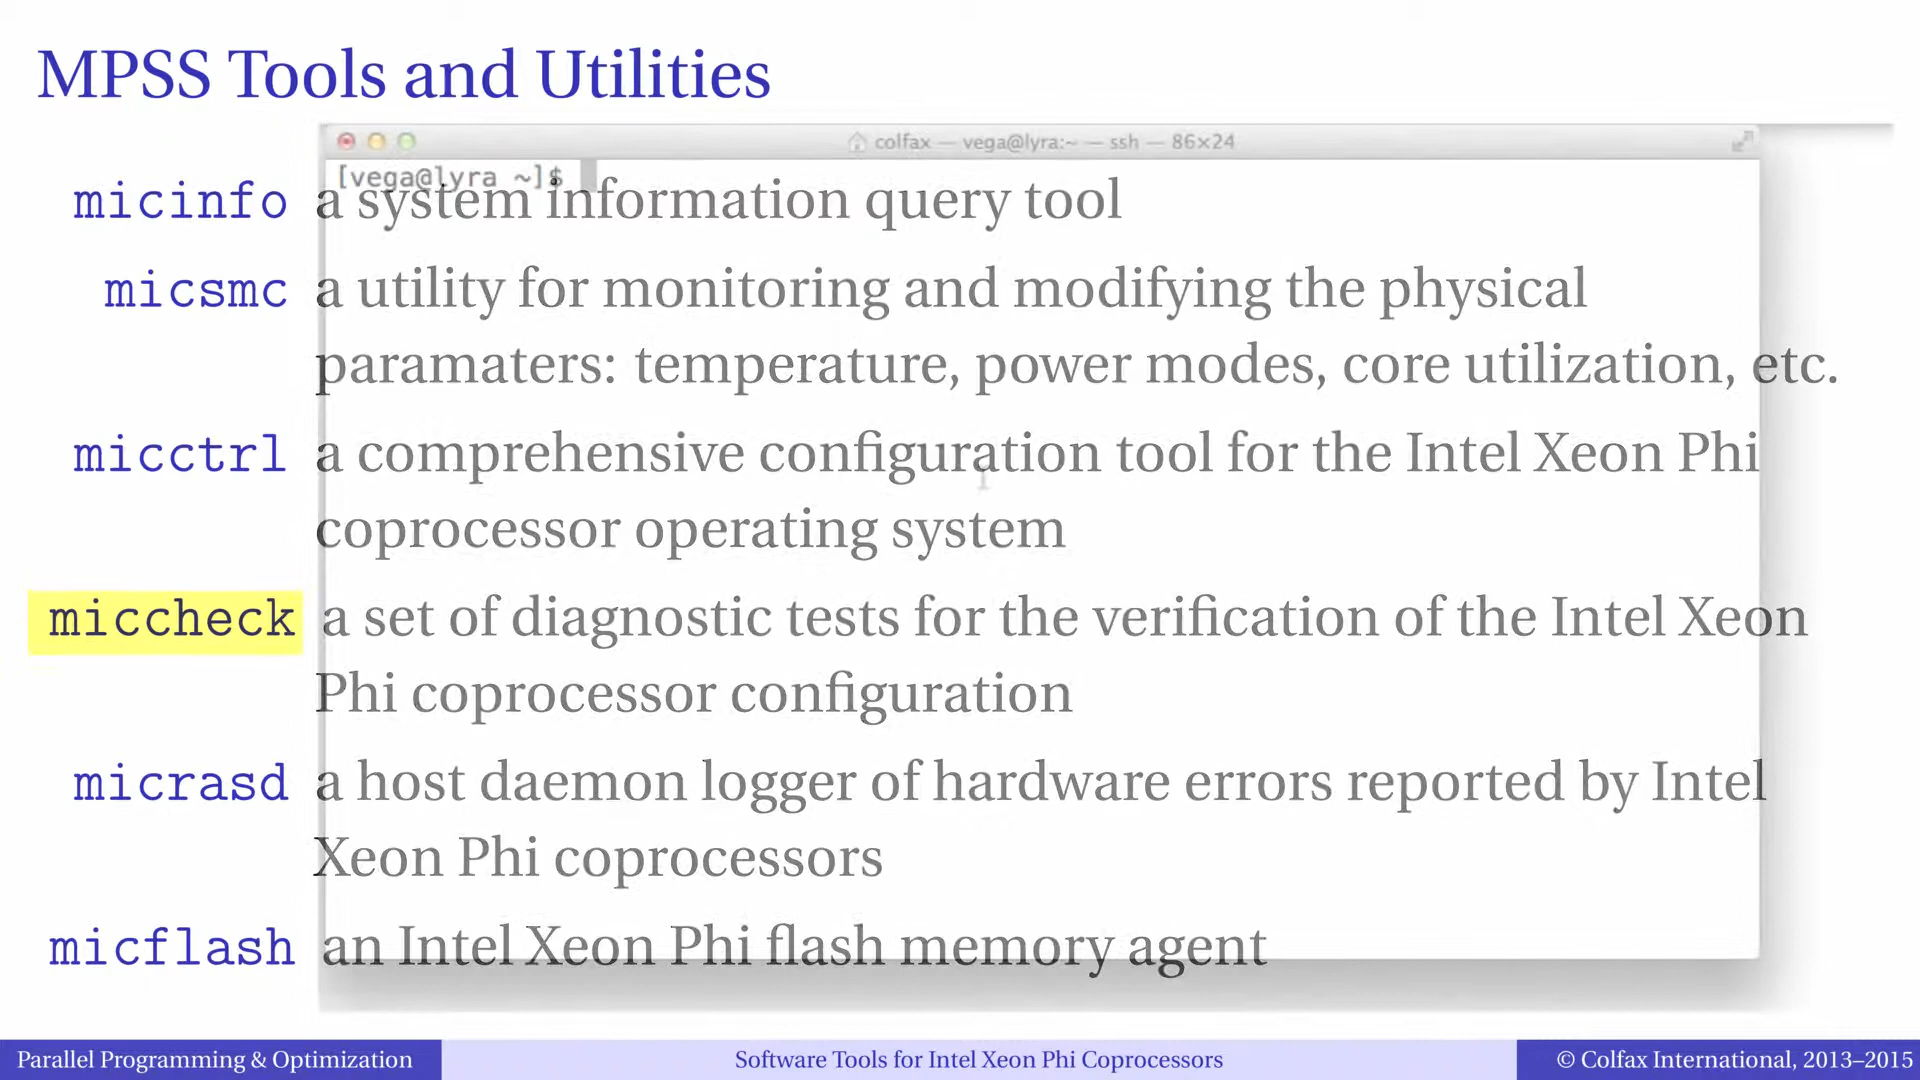 MPSS Tools and Utilities
colfax — vega@lyra:~ — ssh — 86×24
[vega@lyra ~]$
micinfo a system information query tool
micsmc a utility for monitoring and modifying the physical
paramaters: temperature, power modes, core utilization, etc.
micctrl a comprehensive configuration tool for the Intel Xeon Phi
coprocessor operating system
miccheck a set of diagnostic tests for the verification of the Intel Xeon
Phi coprocessor configuration
micrasd a host daemon logger of hardware errors reported by Intel
Xeon Phi coprocessors
micflash an Intel Xeon Phi flash memory agent
Parallel Programming & Optimization
Software Tools for Intel Xeon Phi Coprocessors
© Colfax International, 2013–2015